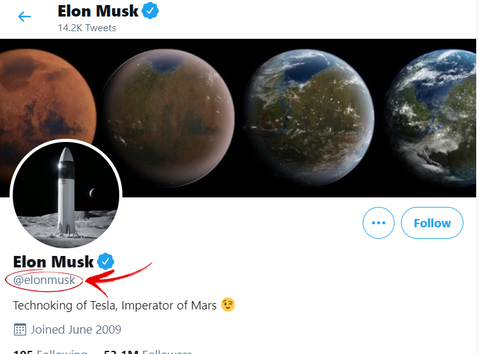 Elon Musk
14.2K Tweets
Follow
Elon Musk
@elonmusk
Technoking of Tesla, Imperator of Mars 😉
Joined June 2009
105 Following 53.1M Followers